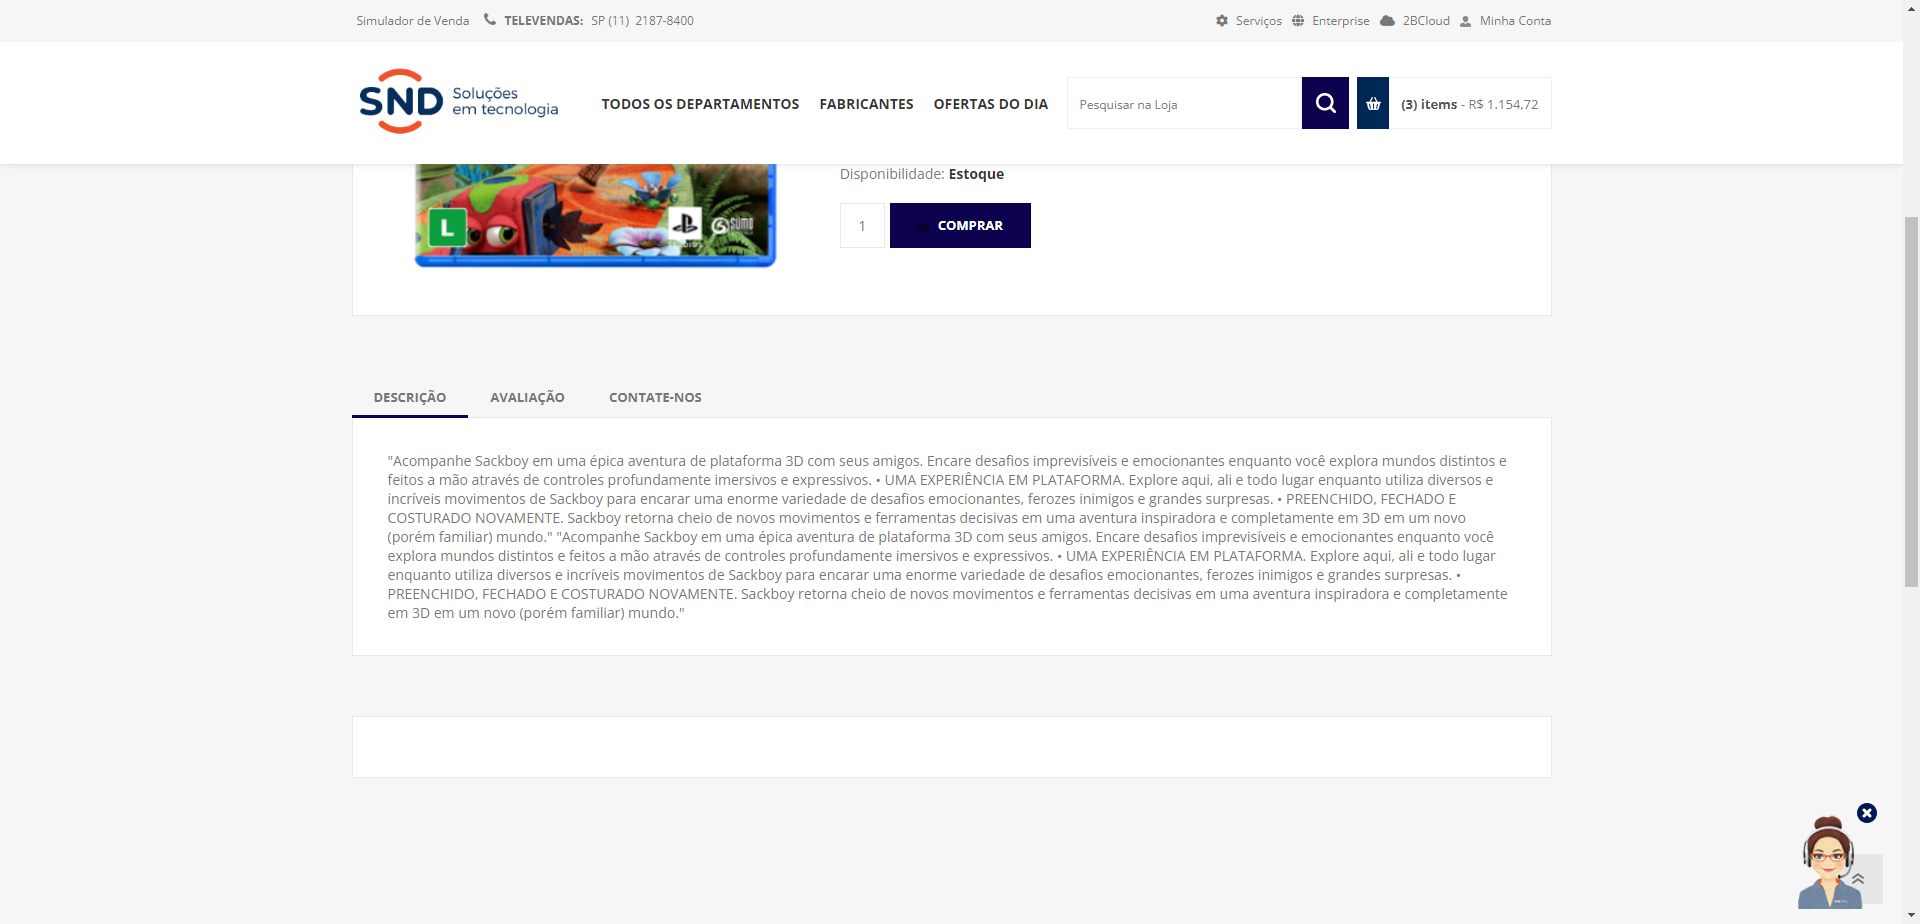 Simulador de Venda TELEVENDAS: SP (11) 2187-8400 Serviços Enterprise 2BCloud Minha Conta
SND Soluções
em tecnologia
TODOS OS DEPARTAMENTOS FABRICANTES OFERTAS DO DIA Pesquisar na Loja (3) items - R$ 1.154,72
Disponibilidade: Estoque
L
SUMO
1 COMPRAR
DESCRIÇÃO AVALIAÇÃO CONTATE-NOS
"Acompanhe Sackboy em uma épica aventura de plataforma 3D com seus amigos. Encare desafios imprevisíveis e emocionantes enquanto você explora mundos distintos e
feitos a mão através de controles profundamente imersivos e expressivos. • UMA EXPERIÊNCIA EM PLATAFORMA. Explore aqui, ali e todo lugar enquanto utiliza diversos e
incríveis movimentos de Sackboy para encarar uma enorme variedade de desafios emocionantes, ferozes inimigos e grandes surpresas. • PREENCHIDO, FECHADO E
COSTURADO NOVAMENTE. Sackboy retorna cheio de novos movimentos e ferramentas decisivas em uma aventura inspiradora e completamente em 3D em um novo
(porém familiar) mundo." "Acompanhe Sackboy em uma épica aventura de plataforma 3D com seus amigos. Encare desafios imprevisíveis e emocionantes enquanto você
explora mundos distintos e feitos a mão através de controles profundamente imersivos e expressivos. • UMA EXPERIÊNCIA EM PLATAFORMA. Explore aqui, ali e todo lugar
enquanto utiliza diversos e incríveis movimentos de Sackboy para encarar uma enorme variedade de desafios emocionantes, ferozes inimigos e grandes surpresas. •
PREENCHIDO, FECHADO E COSTURADO NOVAMENTE. Sackboy retorna cheio de novos movimentos e ferramentas decisivas em uma aventura inspiradora e completamente
em 3D em um novo (porém familiar) mundo."